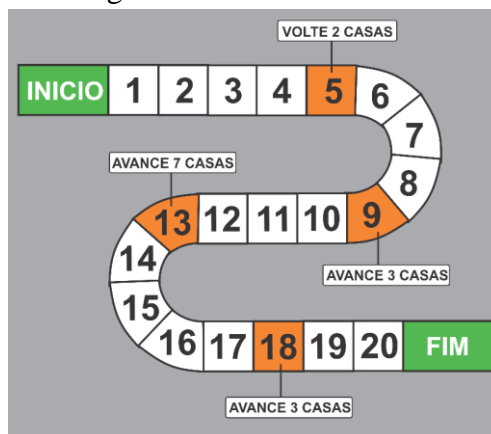 VOLTE 2 CASAS
INICIO 1 2 3 4 5 6
7
8
AVANCE 7 CASAS
13 12 11 10 9
14
AVANCE 3 CASAS
15
16 17 18 19 20 FIM
AVANCE 3 CASAS